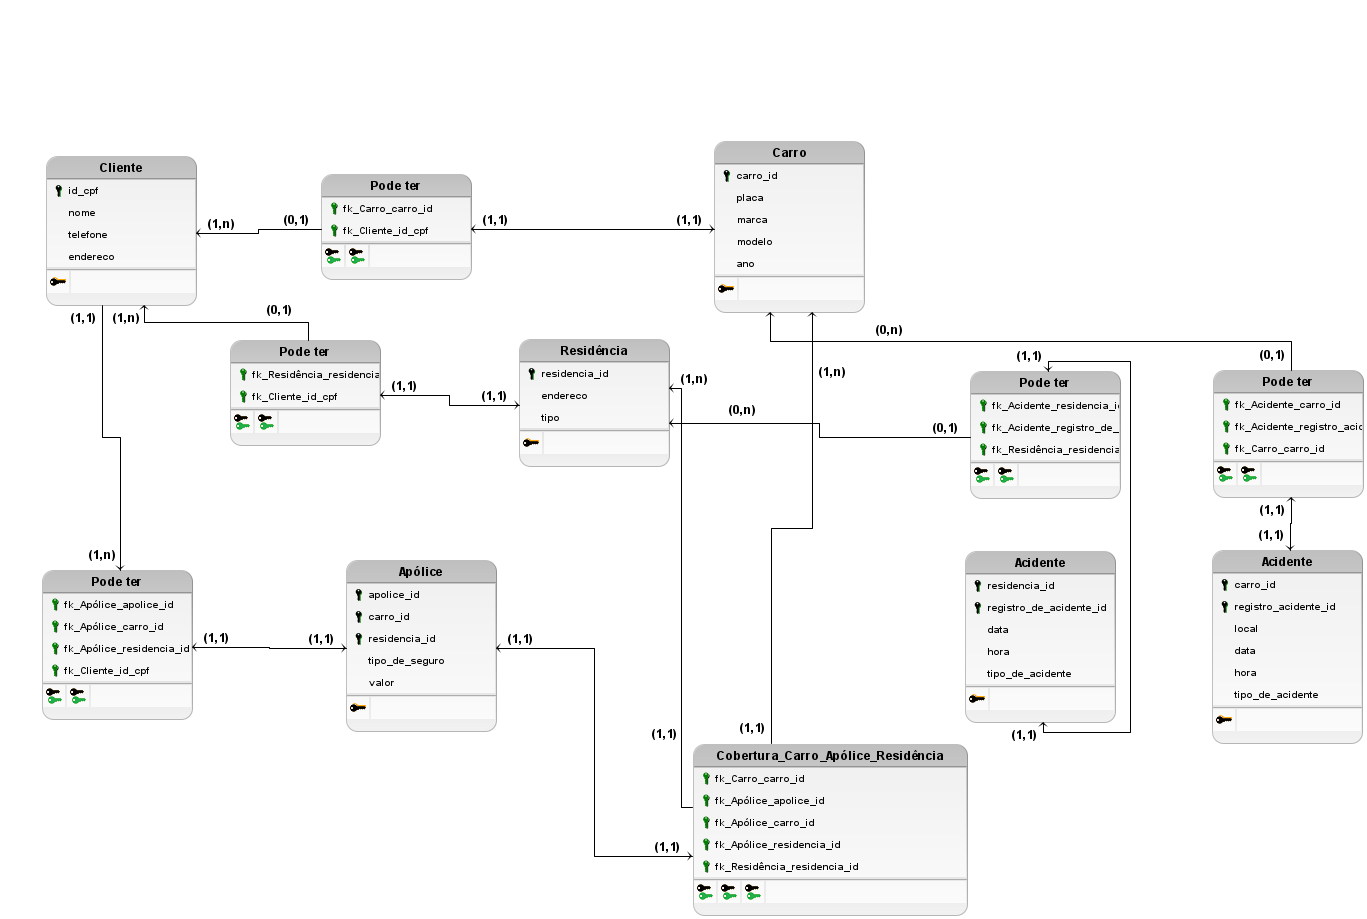 Cliente
id_cpf
nome
telefone
endereco
Pode ter
fk_Carro_carro_id
fk_Cliente_id_cpf
Carro
carro_id
placa
marca
modelo
ano
(1,n)
(0,1)
(1,1)
(1,1)
(1,1)
(1,n)
(0,1)
Pode ter
fk_Residência_residencia
fk_Cliente_id_cpf
(1,1)
(1,1)
Residência
residencia_id
endereco
tipo
(1,n)
(0,n)
(1,n)
(0,n)
(0,1)
(1,1)
Pode ter
fk_Acidente_residencia_i
fk_Acidente_registro_de_
fk_Residência_residencia
(0,1)
Pode ter
fk_Acidente_carro_id
fk_Acidente_registro_acid
fk_Carro_carro_id
(1,1)
(1,1)
(1,n)
Pode ter
fk_Apólice_apolice_id
fk_Apólice_carro_id
fk_Apólice_residencia_id
fk_Cliente_id_cpf
(1,1)
(1,1)
Apólice
apolice_id
carro_id
residencia_id
tipo_de_seguro
valor
(1,1)
Acidente
residencia_id
registro_de_acidente_id
data
hora
tipo_de_acidente
(1,1)
Acidente
carro_id
registro_acidente_id
local
data
hora
tipo_de_acidente
(1,1)
(1,1)
(1,1)
Cobertura_Carro_Apólice_Residência
fk_Carro_carro_id
fk_Apólice_apolice_id
fk_Apólice_carro_id
fk_Apólice_residencia_id
fk_Residência_residencia_id